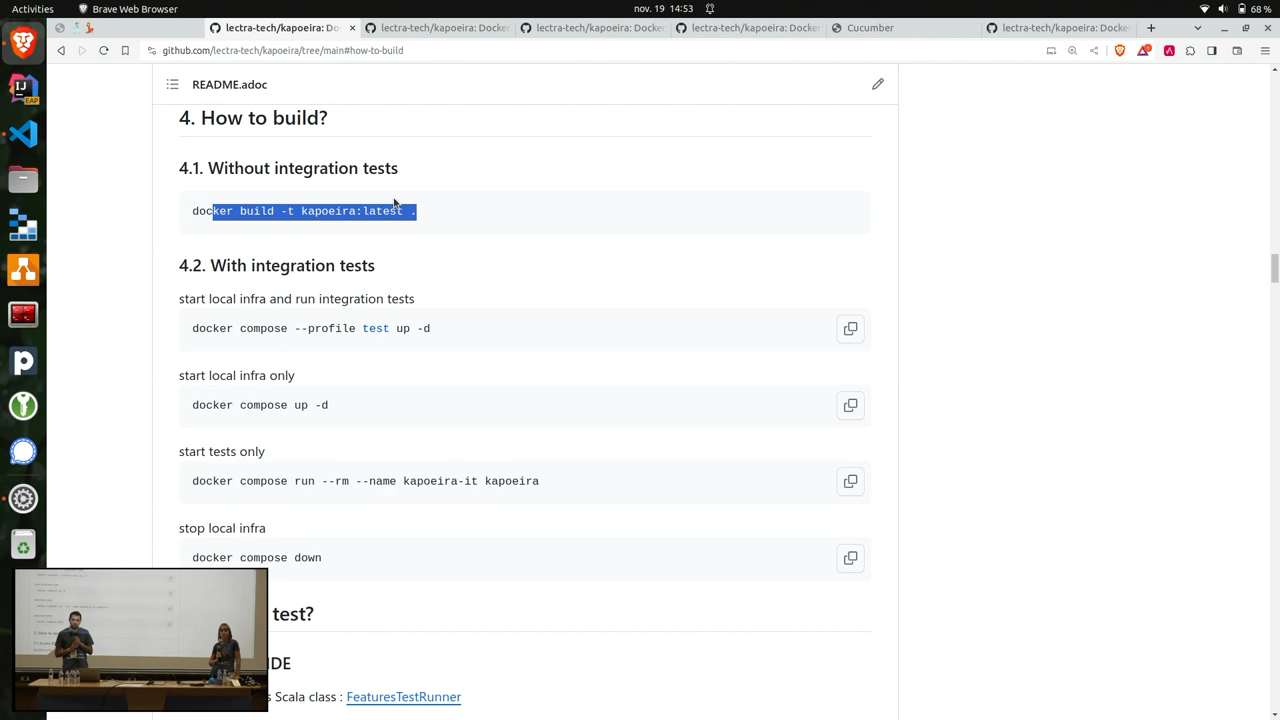 Activities
Brave Web Browser
nov. 19 14:53
68 %
lectra-tech/kapoeira: Do
lectra-tech/kapoeira: Docker
lectra-tech/kapoeira: Docker
lectra-tech/kapoeira: Docker
Cucumber
lectra-tech/kapoeira: Docker
github.com/lectra-tech/kapoeira/tree/main#how-to-build
README.adoc
4. How to build?
4.1. Without integration tests
docker build -t kapoeira:latest .
4.2. With integration tests
start local infra and run integration tests
docker compose --profile test up -d
start local infra only
docker compose up -d
start tests only
docker compose run --rm --name kapoeira-it kapoeira
stop local infra
docker compose down
test?
IDE
s Scala class : FeaturesTestRunner